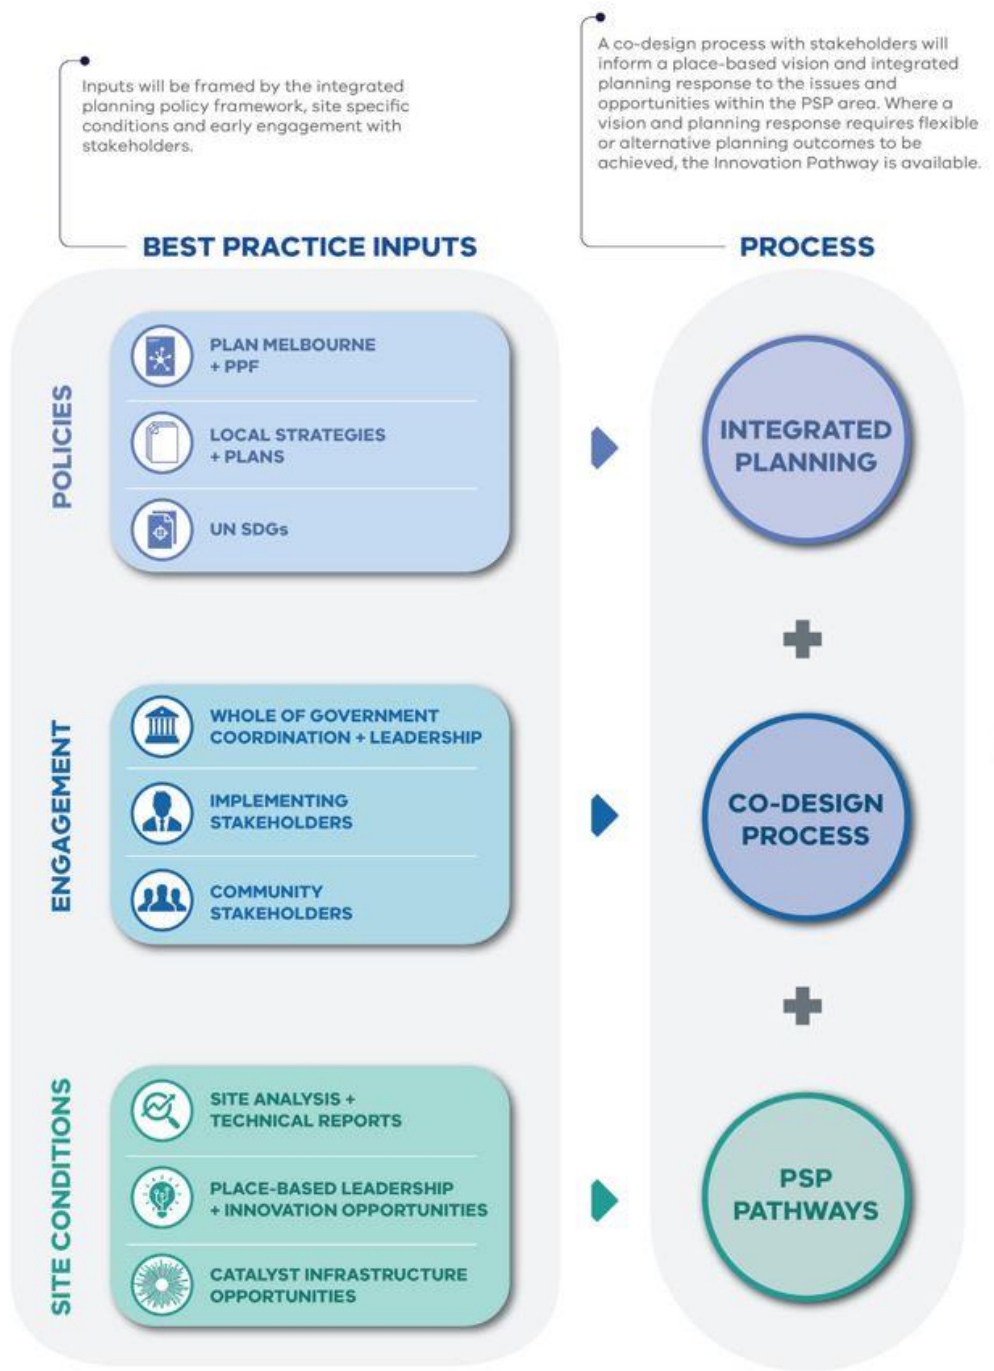 Inputs will be framed by the integrated
planning policy framework, site specific
conditions and early engagement with
stakeholders.
A co-design process with stakeholders will
inform a place-based vision and integrated
planning response to the issues and
opportunities within the PSP area. Where a
vision and planning response requires flexible
or alternative planning outcomes to be
achieved, the Innovation Pathway is available.
BEST PRACTICE INPUTS
POLICIES
PLAN MELBOURNE
+ PPF
LOCAL STRATEGIES
+ PLANS
UN SDGs
ENGAGEMENT
WHOLE OF GOVERNMENT
COORDINATION + LEADERSHIP
IMPLEMENTING
STAKEHOLDERS
COMMUNITY
STAKEHOLDERS
SITE CONDITIONS
SITE ANALYSIS +
TECHNICAL REPORTS
PLACE-BASED LEADERSHIP
+ INNOVATION OPPORTUNITIES
CATALYST INFRASTRUCTURE
OPPORTUNITIES
PROCESS
INTEGRATED
PLANNING
+
CO-DESIGN
PROCESS
+
PSP
PATHWAYS